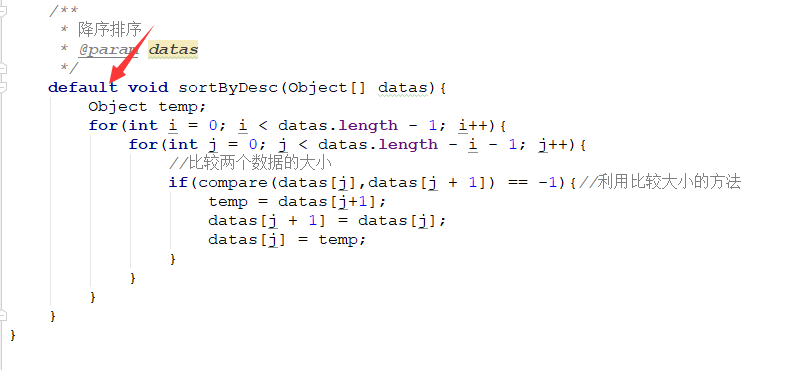 /**
* 降序排序
* @param datas
*/
default void sortByDesc(Object[] datas){
Object temp;
for(int i = 0; i < datas.length - 1; i++){
for(int j = 0; j < datas.length - i - 1; j++){
//比较两个数据的大小
if(compare(datas[j],datas[j + 1]) == -1){//利用比较大小的方法
temp = datas[j+1];
datas[j + 1] = datas[j];
datas[j] = temp;
}
}
}
}
}